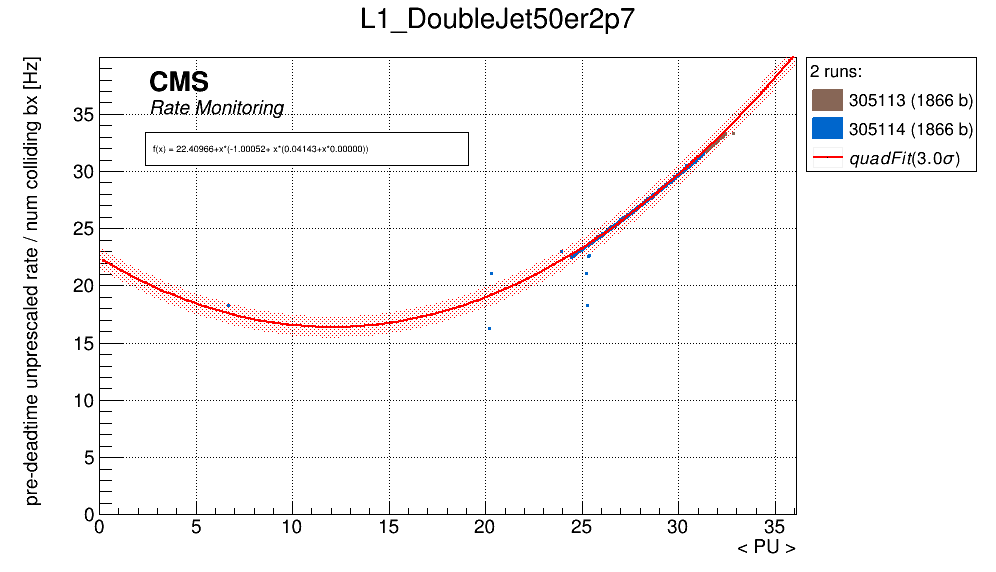 L1_DoubleJet50er2p7
pre-deadtime unprescaled rate / num colliding bx [Hz]
CMS
Rate Monitoring
f(x) = 22.40966+x*(-1.00052+ x*(0.04143+x*0.00000))
35
30
25
20
15
10
5
0
0 5 10 15 20 25 30 35
< PU >
2 runs:
305113 (1866 b)
305114 (1866 b)
quadFit(3.0σ)